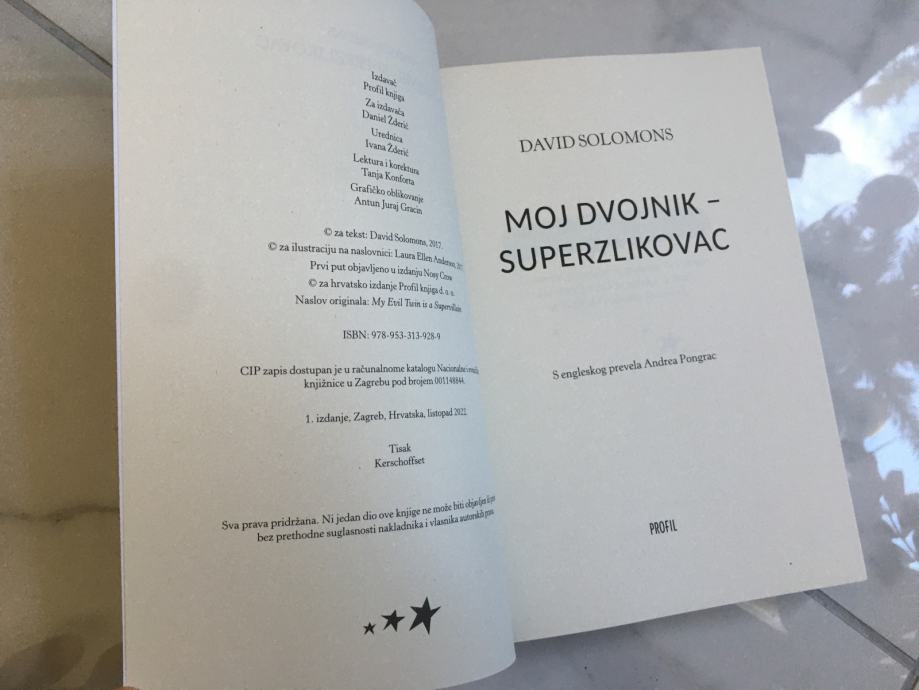 Izdavač
Profil knjiga
Za izdavača
Daniel Žderić
Urednica
Ivana Žderić
Lektura i korektura
Tanja Konforta
Grafičko oblikovanje
Antun Juraj Gracin
© za tekst: David Solomons, 2017.
© za ilustraciju na naslovnici: Laura Ellen Anderson,
Prvi put objavljeno u izdanju Nosy Crow
© za hrvatsko izdanje Profil knjiga d. o. o.
Naslov originala: My Evil Twin is a Supervillain
ISBN: 978-953-313-928-9
CIP zapis dostupan je u računalnome katalogu Nacionalne i
knjižnice u Zagrebu pod brojem 001148844.
1. izdanje, Zagreb, Hrvatska, listopad 2022.
Tisak
Kerschoffset
Sva prava pridržana. Ni jedan dio ove knjige ne može biti objavljen ili
bez prethodne suglasnosti nakladnika i vlasnika autorskih prava.
DAVID SOLOMONS
MOJ DVOJNIK –
SUPERZLIKOVAC
S engleskog prevela Andrea Pongrac
PROFIL